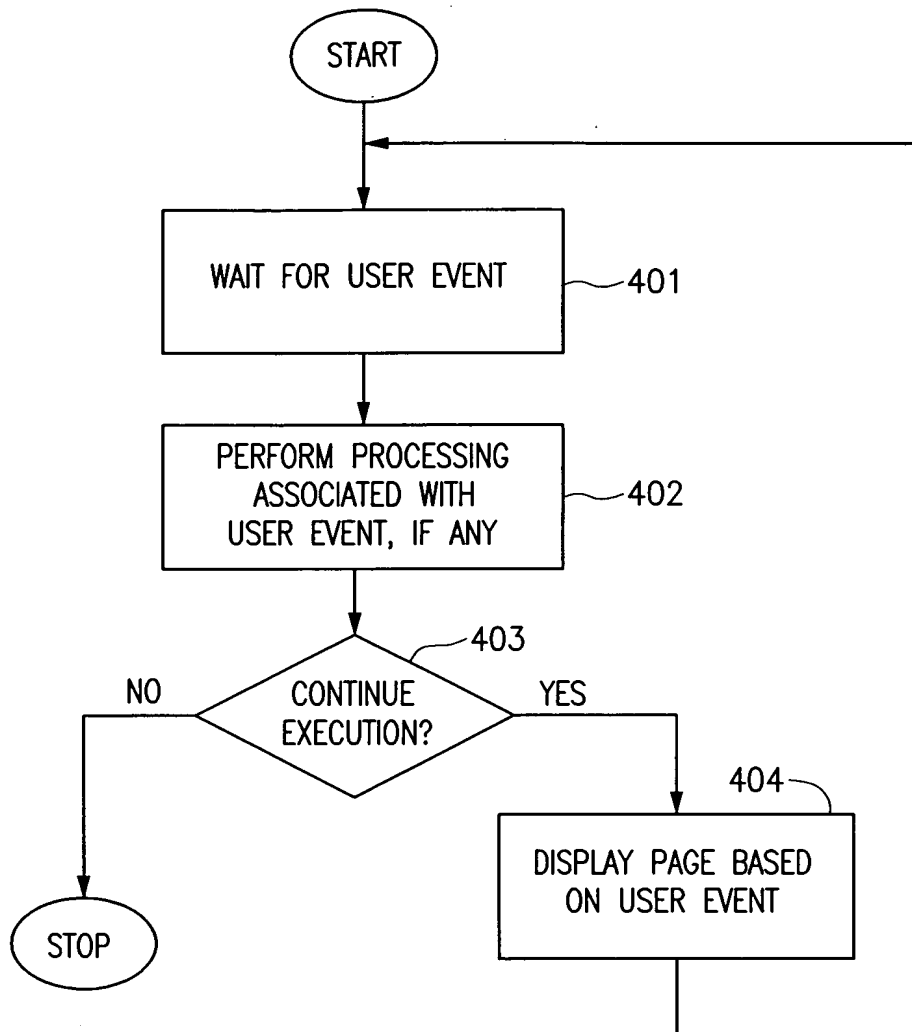 START
WAIT FOR USER EVENT
401
PERFORM PROCESSING
ASSOCIATED WITH
USER EVENT, IF ANY
402
403
NO
CONTINUE
EXECUTION?
YES
404
DISPLAY PAGE BASED
ON USER EVENT
STOP